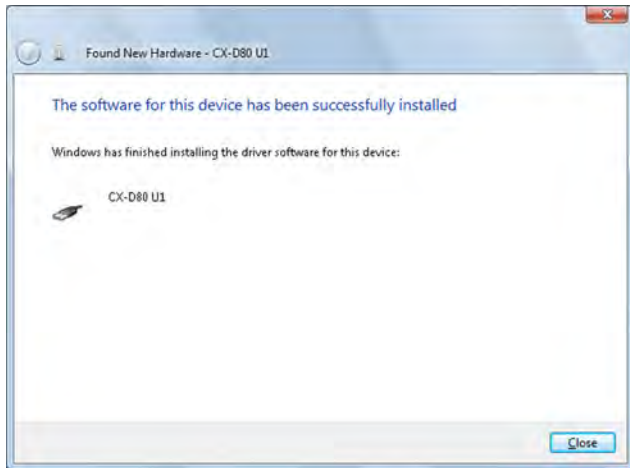 Found New Hardware - CX-D80 U1
The software for this device has been successfully installed
Windows has finished installing the driver software for this device:
CX-D80 U1
Close